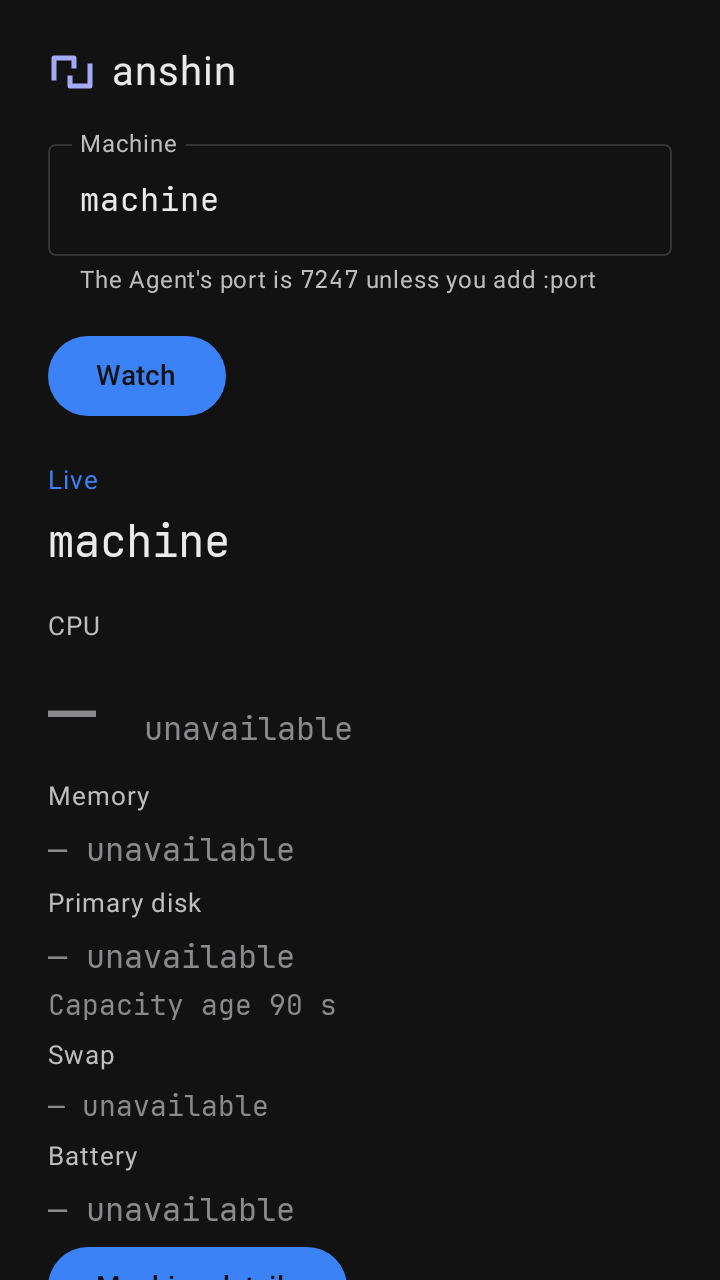 anshin
Machine
machine
The Agent's port is 7247 unless you add :port
Watch
Live
machine
CPU
— unavailable
Memory
— unavailable
Primary disk
— unavailable
Capacity age 90 s
Swap
— unavailable
Battery
— unavailable